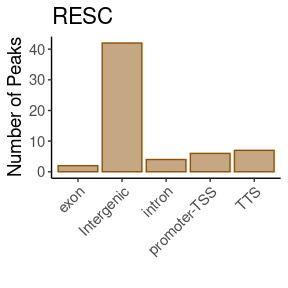 RESC
Number of Peaks
40
30
20
10
0
exon
Intergenic
intron
promoter-TSS
TTS